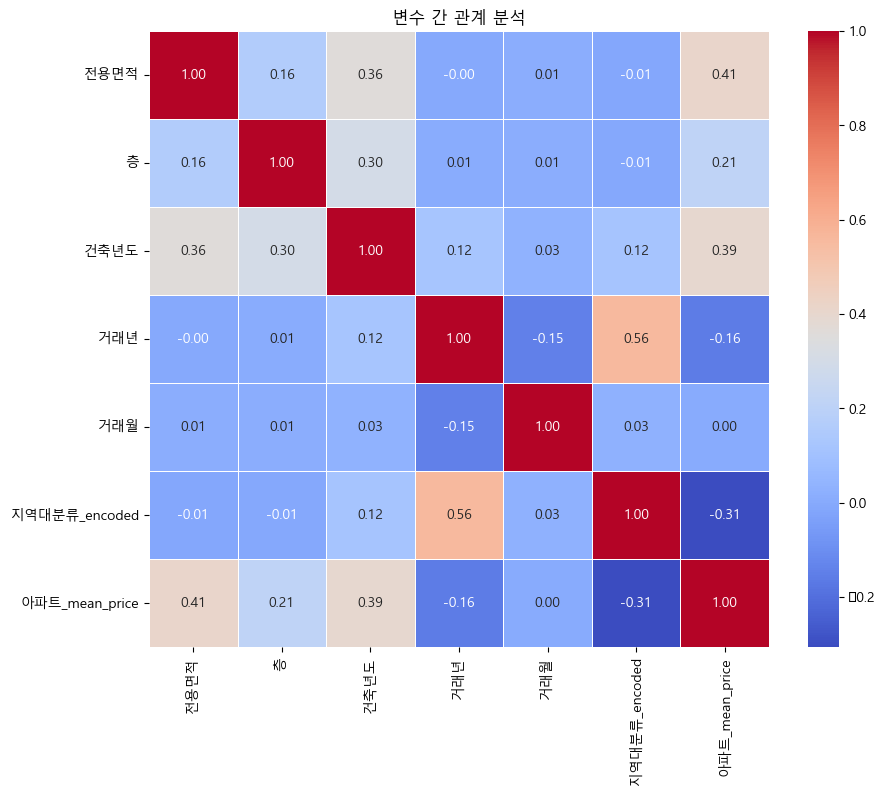 변수 간 관계 분석
전용면적 1.00 0.16 0.36 -0.00 0.01 -0.01 0.41
층 0.16 1.00 0.30 0.01 0.01 -0.01 0.21
건축년도 0.36 0.30 1.00 0.12 0.03 0.12 0.39
거래년 -0.00 0.01 0.12 1.00 -0.15 0.56 -0.16
거래월 0.01 0.01 0.03 -0.15 1.00 0.03 0.00
지역대분류_encoded -0.01 -0.01 0.12 0.56 0.03 1.00 -0.31
아파트_mean_price 0.41 0.21 0.39 -0.16 0.00 -0.31 1.00
전용면적
층
건축년도
거래년
거래월
지역대분류_encoded
아파트_mean_price
1.0
0.8
0.6
0.4
0.2
0.0
▯0.2